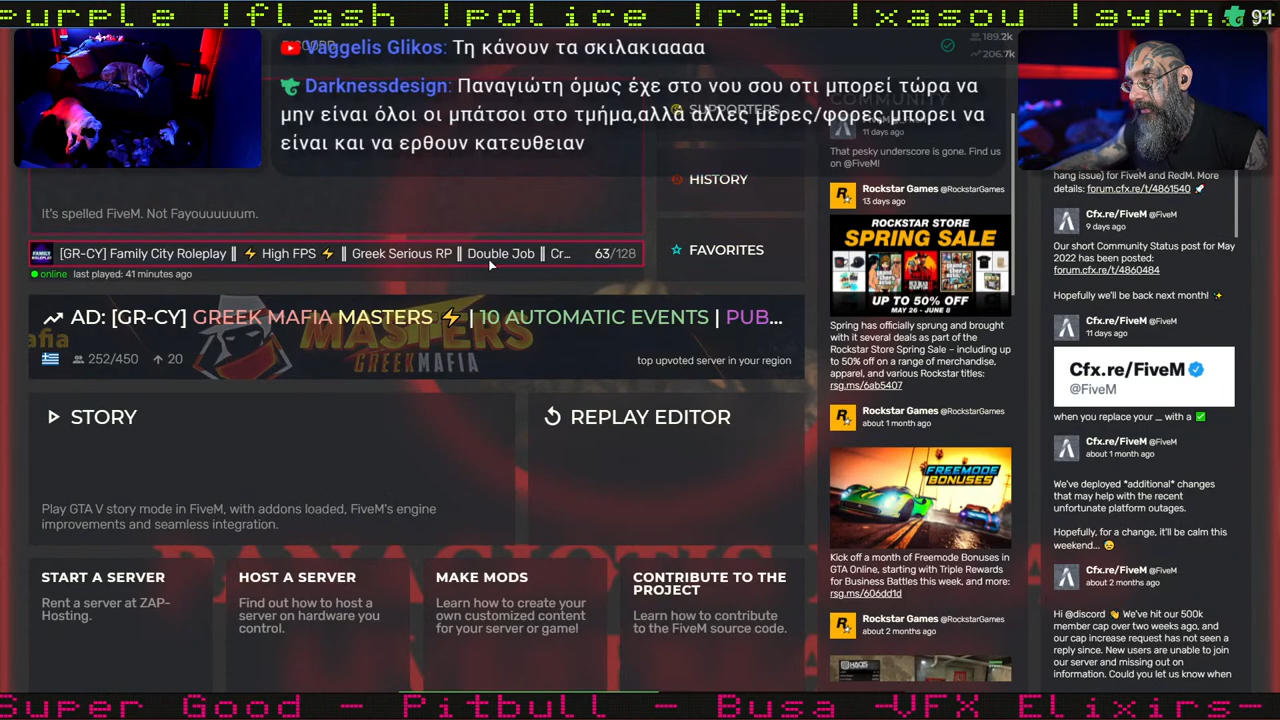 !flash !police !rab !xasou
91
Vaggelis Glikos: Τη κάνουν τα σκιλακιαααα
Darknessdesign: Παναγιώτη όμως έχε στο νου σου οτι μπορεί τώρα να
μην είναι όλοι οι μπάτσοι στο τμήμα,αλλά άλλες μέρες/φορες μπορει να
είναι και να ερθουν κατευθειαν
189.2k
206.7k
It's spelled FiveM. Not Fayouuuuuum.
[GR-CY] Family City Roleplay ‖ ⚡ High FPS ⚡ ‖ Greek Serious RP ‖ Double Job ‖ Cr... 63/128
online last played: 41 minutes ago
SUPPORTERS
HISTORY
FAVORITES
AD: [GR-CY] GREEK MAFIA MASTERS ⚡ | 10 AUTOMATIC EVENTS | PUB...
MASTERS
GREEKMAFIA
252/450 20
top upvoted server in your region
STORY
Play GTA V story mode in FiveM, with addons loaded, FiveM's engine
improvements and seamless integration.
REPLAY EDITOR
START A SERVER
Rent a server at ZAP-
Hosting.
HOST A SERVER
Find out how to host a
server on hardware you
control.
MAKE MODS
Learn how to create your
own customized content
for your server or game!
CONTRIBUTE TO THE
PROJECT
Learn how to contribute
to the FiveM source code.
PANAGIOTIS
COMMUNITY
11 days ago
That pesky underscore is gone. Find us
on @FiveM!
Rockstar Games @RockstarGames
13 days ago
ROCKSTAR STORE
SPRING SALE
UP TO 50% OFF
MAY 26 - JUNE 8
Spring has officially sprung and brought
with it several deals as part of the
Rockstar Store Spring Sale – including up
to 50% off on a range of merchandise,
apparel, and various Rockstar titles:
rsg.ms/6ab5407
Rockstar Games @RockstarGames
about 1 month ago
FREEMODE
BONUSES
Kick off a month of Freemode Bonuses in
GTA Online, starting with Triple Rewards
for Business Battles this week, and more:
rsg.ms/606dd1d
Rockstar Games @RockstarGames
about 2 months ago
hang issue) for FiveM and RedM. More
details: forum.cfx.re/t/4861540 🚀
Cfx.re/FiveM @FiveM
9 days ago
Our short Community Status post for May
2022 has been posted:
forum.cfx.re/t/4860484
Hopefully we'll be back next month! ✨
Cfx.re/FiveM @FiveM
11 days ago
Cfx.re/FiveM
@FiveM
when you replace your _ with a ✅
Cfx.re/FiveM @FiveM
about 1 month ago
We've deployed *additional* changes
that may help with the recent
unfortunate platform outages.
Hopefully, for a change, it'll be calm this
weekend... 😥
Cfx.re/FiveM @FiveM
about 2 months ago
Hi @discord 👋 We've hit our 500k
member cap over two weeks ago, and
our cap increase request has not seen a
reply since. New users are unable to join
our server and missing out on
information. Could you let us know when
Super Good - Pitbull - Busa -VFX Elixirs-